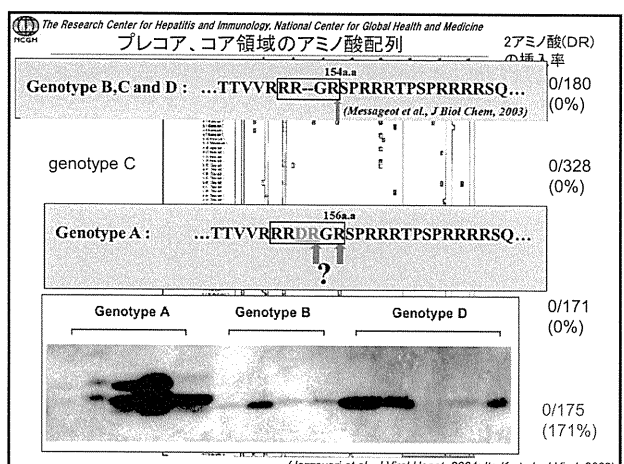 The Research Center for Hepatitis and Immunology, National Center for Global Health and Medicine
NCGM
プレコア、コア領域のアミノ酸配列
2アミノ酸(DR)
の挿入率
154a.a
Genotype B,C and D : …TTVVRRR--GRSPRRRTPSPRRRRSQ…
(Messageot et al., J Biol Chem, 2003)
0/180
(0%)
genotype C
0/328
(0%)
156a.a
Genotype A : …TTVVRRRDRGRSPRRRTPSPRRRRSQ…
?
0/171
(0%)
Genotype A
Genotype B
Genotype D
0/175
(171%)